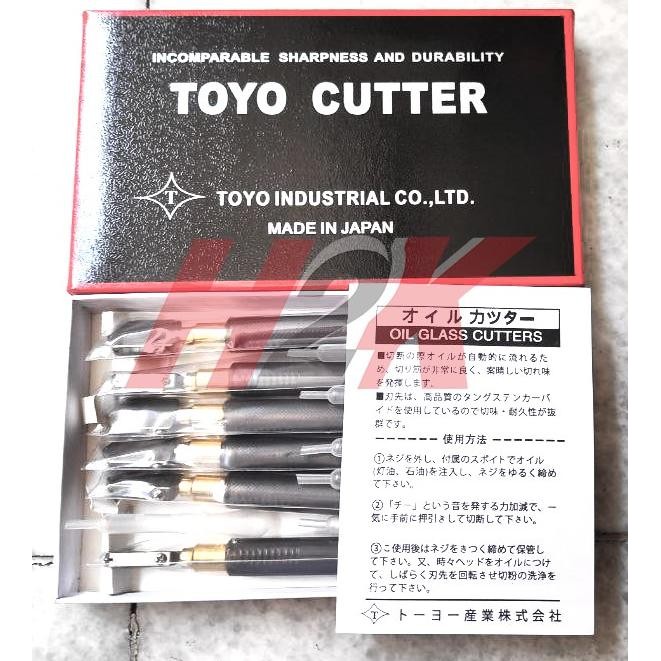 INCOMPARABLE SHARPNESS AND DURABILITY
TOYO CUTTER
T
TOYO INDUSTRIAL CO.,LTD.
MADE IN JAPAN
H2K
オイルカッター
OIL GLASS CUTTERS
■切断の際オイルが自動的に流れるた
め、切り筋が非常に良く、素晴しい切れ味
を発揮します。
■刃先は、高品質のタングステンカーバ
イドを使用しているので切味・耐久性が抜
群です。
使用方法
①ネジを外し、付属のスポイトでオイル
(灯油、石油)を注入し、ネジをゆるく締め
て下さい。
②「チー」という音を発する力加減で、一
気に手前に押引きして切断して下さい。
③ご使用後はネジをきつく締めて保管し
て下さい。又、時々ヘッドをオイルにつけ
て、しばらく刃先を回転させ切粉の洗浄を
行って下さい。
T
トーヨー産業株式会社